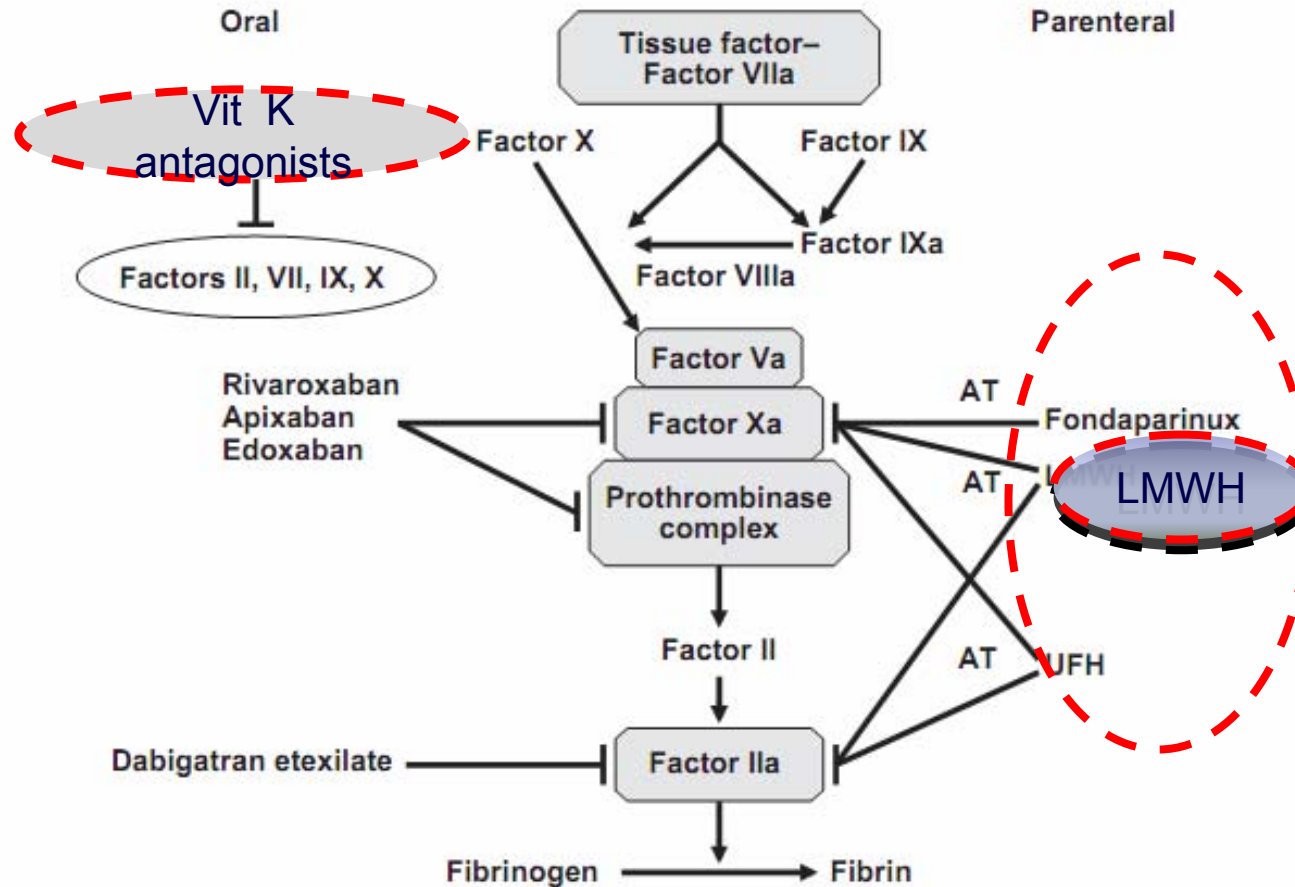 Oral
Parenteral
Tissue factor–
Factor VIIa
Vit K
antagonists
Factor X
Factor IX
Factor IXa
Factor VIIIa
Factors II, VII, IX, X
Factor Va
Rivaroxaban
Apixaban
Edoxaban
Factor Xa
AT
Fondaparinux
AT
LMWH
LMWH
LMWH
Prothrombinase
complex
Factor II
AT
UFH
Dabigatran etexilate
Factor IIa
Fibrinogen
Fibrin